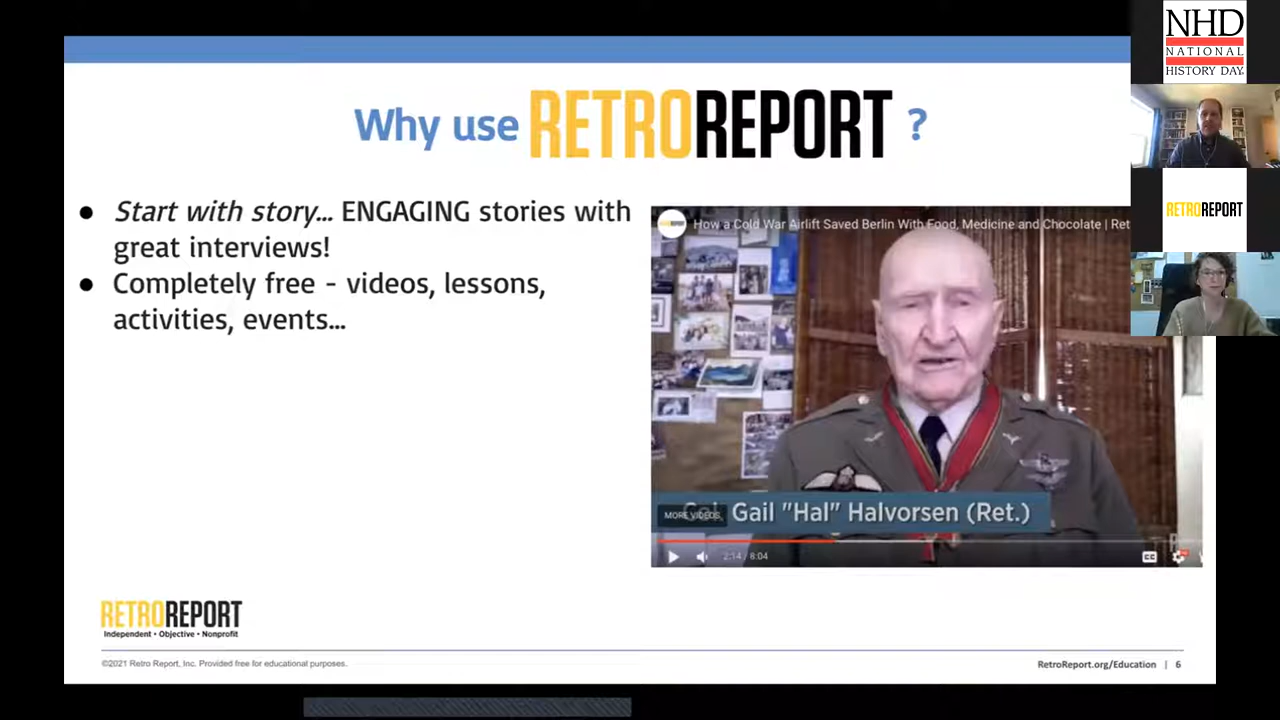 NHD
NATIONAL
HISTORY DAY
Why use RETROREPORT ?
● Start with story... ENGAGING stories with
great interviews!
● Completely free - videos, lessons,
activities, events...
How a Cold War Airlift Saved Berlin With Food, Medicine and Chocolate | Ret
RETROREPORT
MORE VIDEOS
Col. Gail "Hal" Halvorsen (Ret.)
2:14 / 8:04
CC
RETROREPORT
Independent • Objective • Nonprofit
©2021 Retro Report, Inc. Provided free for educational purposes.
RetroReport.org/Education | 6